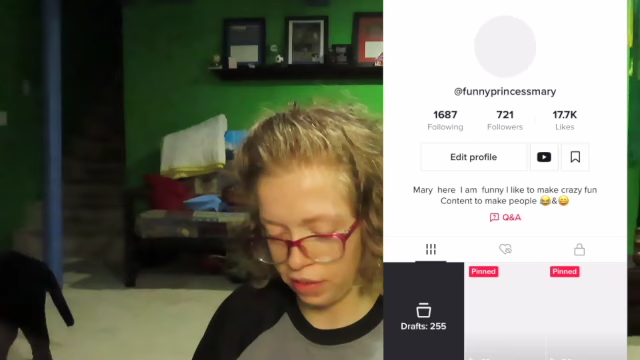 @funnyprincessmary
1687 721 17.7K
Following Followers Likes
Edit profile
Mary here I am funny I like to make crazy fun
Content to make people 😂&😄
Q&A
Pinned Pinned
Drafts: 255